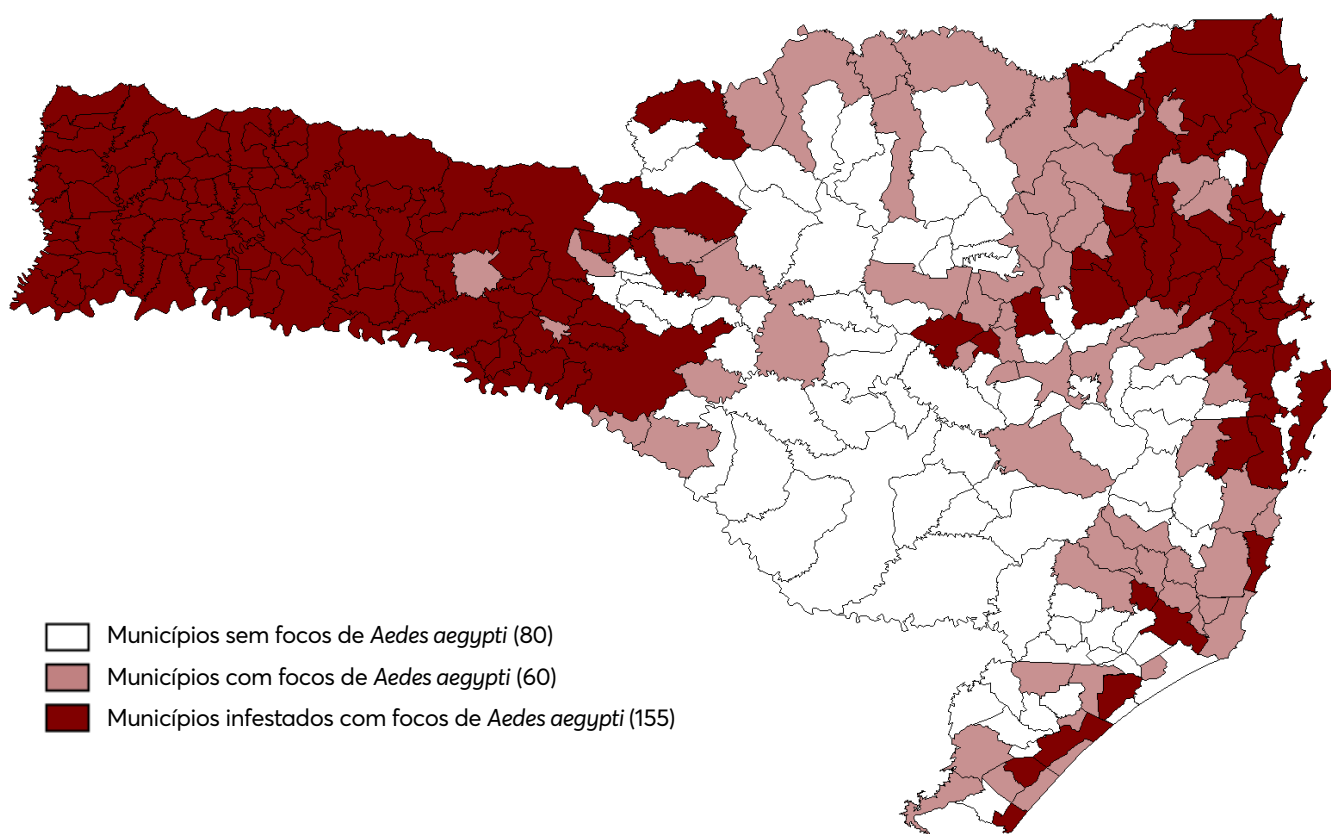 Municípios sem focos de Aedes aegypti (80)
Municípios com focos de Aedes aegypti (60)
Municípios infestados com focos de Aedes aegypti (155)